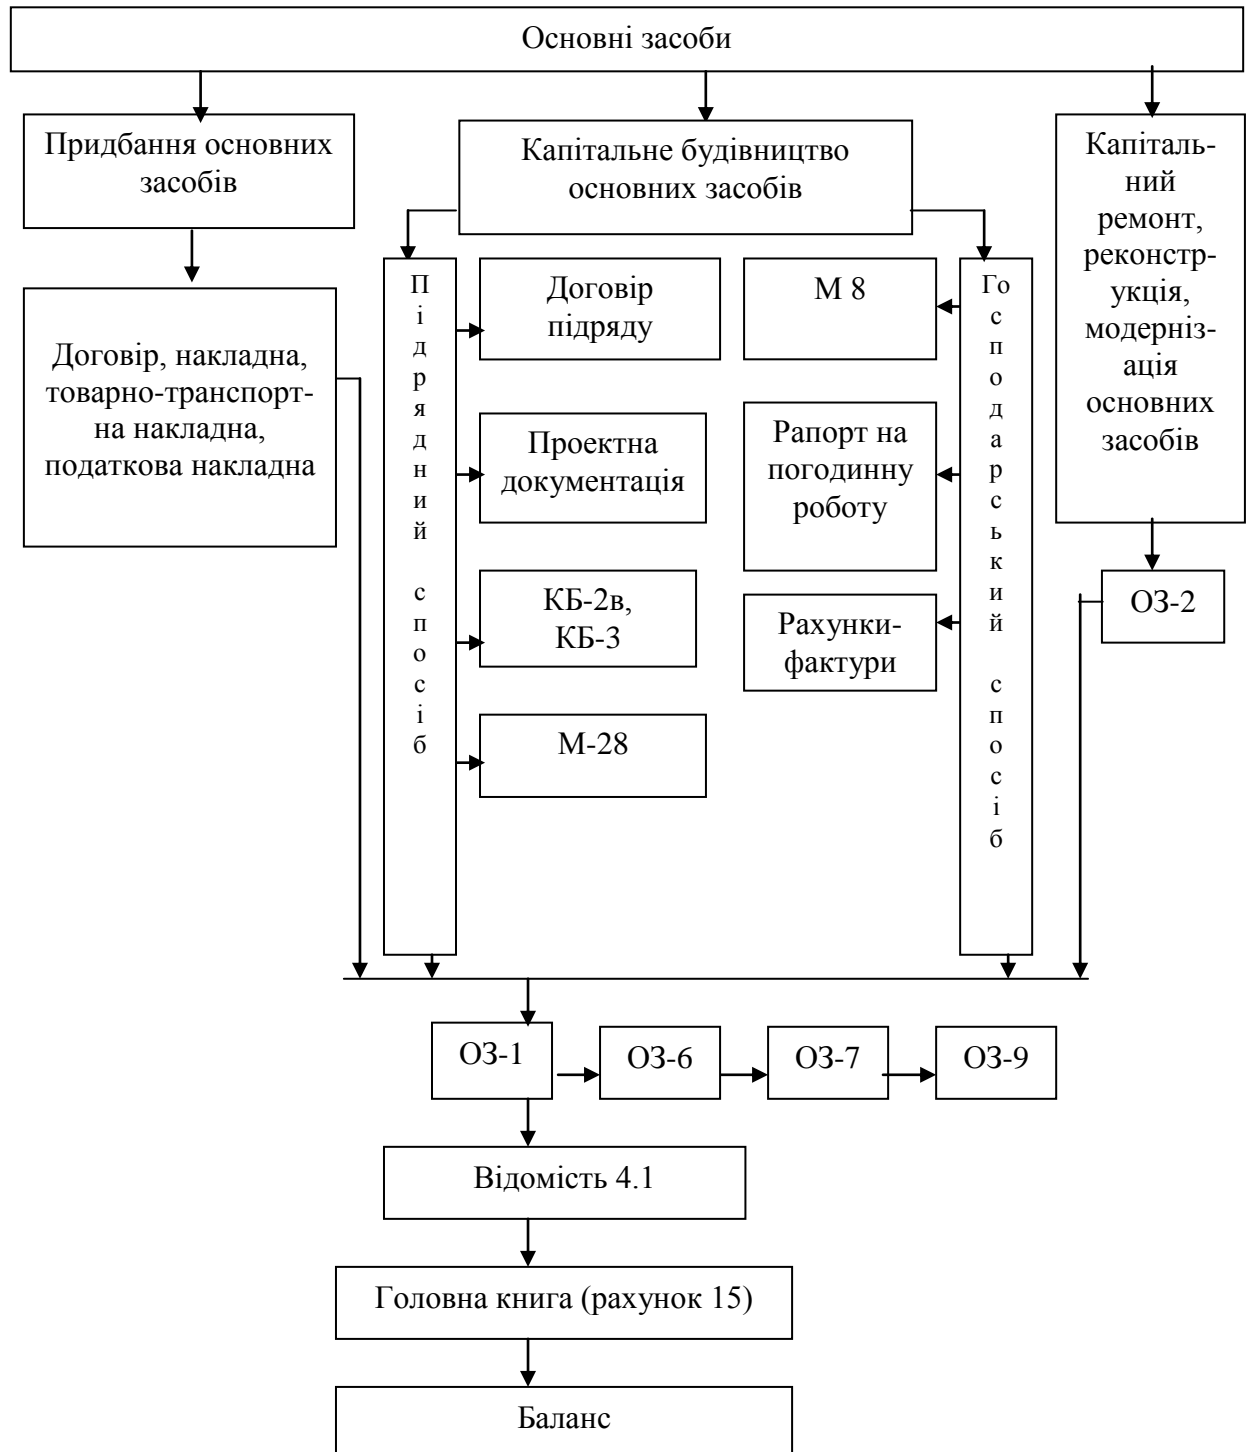 Основні засоби
Придбання основних
засобів
Капітальне будівництво
основних засобів
Капіталь-
ний
ремонт,
реконстр-
укція,
модерніз-
ація
основних
засобів
Договір, накладна,
товарно-транспорт-
на накладна,
податкова накладна
П
і
д
р
я
д
н
и
й
с
п
о
с
і
б
Договір
підряду
Проектна
документація
КБ-2в,
КБ-3
М-28
М 8
Рапорт на
погодинну
роботу
Рахунки-
фактури
Го
с
п
о
д
а
р
с
ь
к
и
й
с
п
о
с
і
б
ОЗ-2
ОЗ-1
ОЗ-6
ОЗ-7
ОЗ-9
Відомість 4.1
Головна книга (рахунок 15)
Баланс